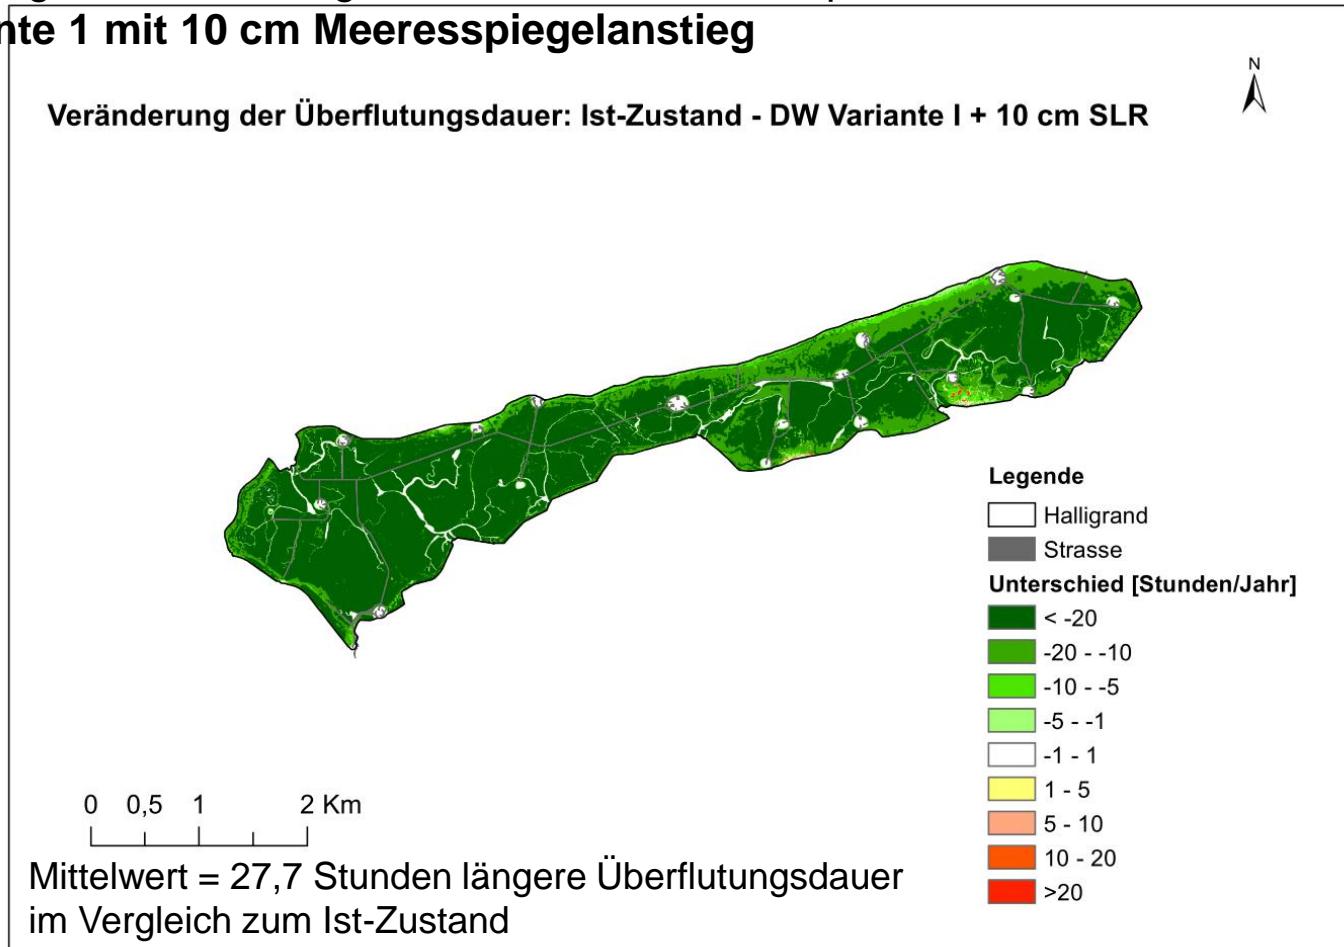 nte 1 mit 10 cm Meeresspiegelanstieg
N
Veränderung der Überflutungsdauer: Ist-Zustand - DW Variante I + 10 cm SLR
Legende
Halligrand
Strasse
Unterschied [Stunden/Jahr]
< -20
-20 - -10
-10 - -5
-5 - -1
-1 - 1
1 - 5
5 - 10
10 - 20
>20
0 0,5 1 2 Km
Mittelwert = 27,7 Stunden längere Überflutungsdauer
im Vergleich zum Ist-Zustand